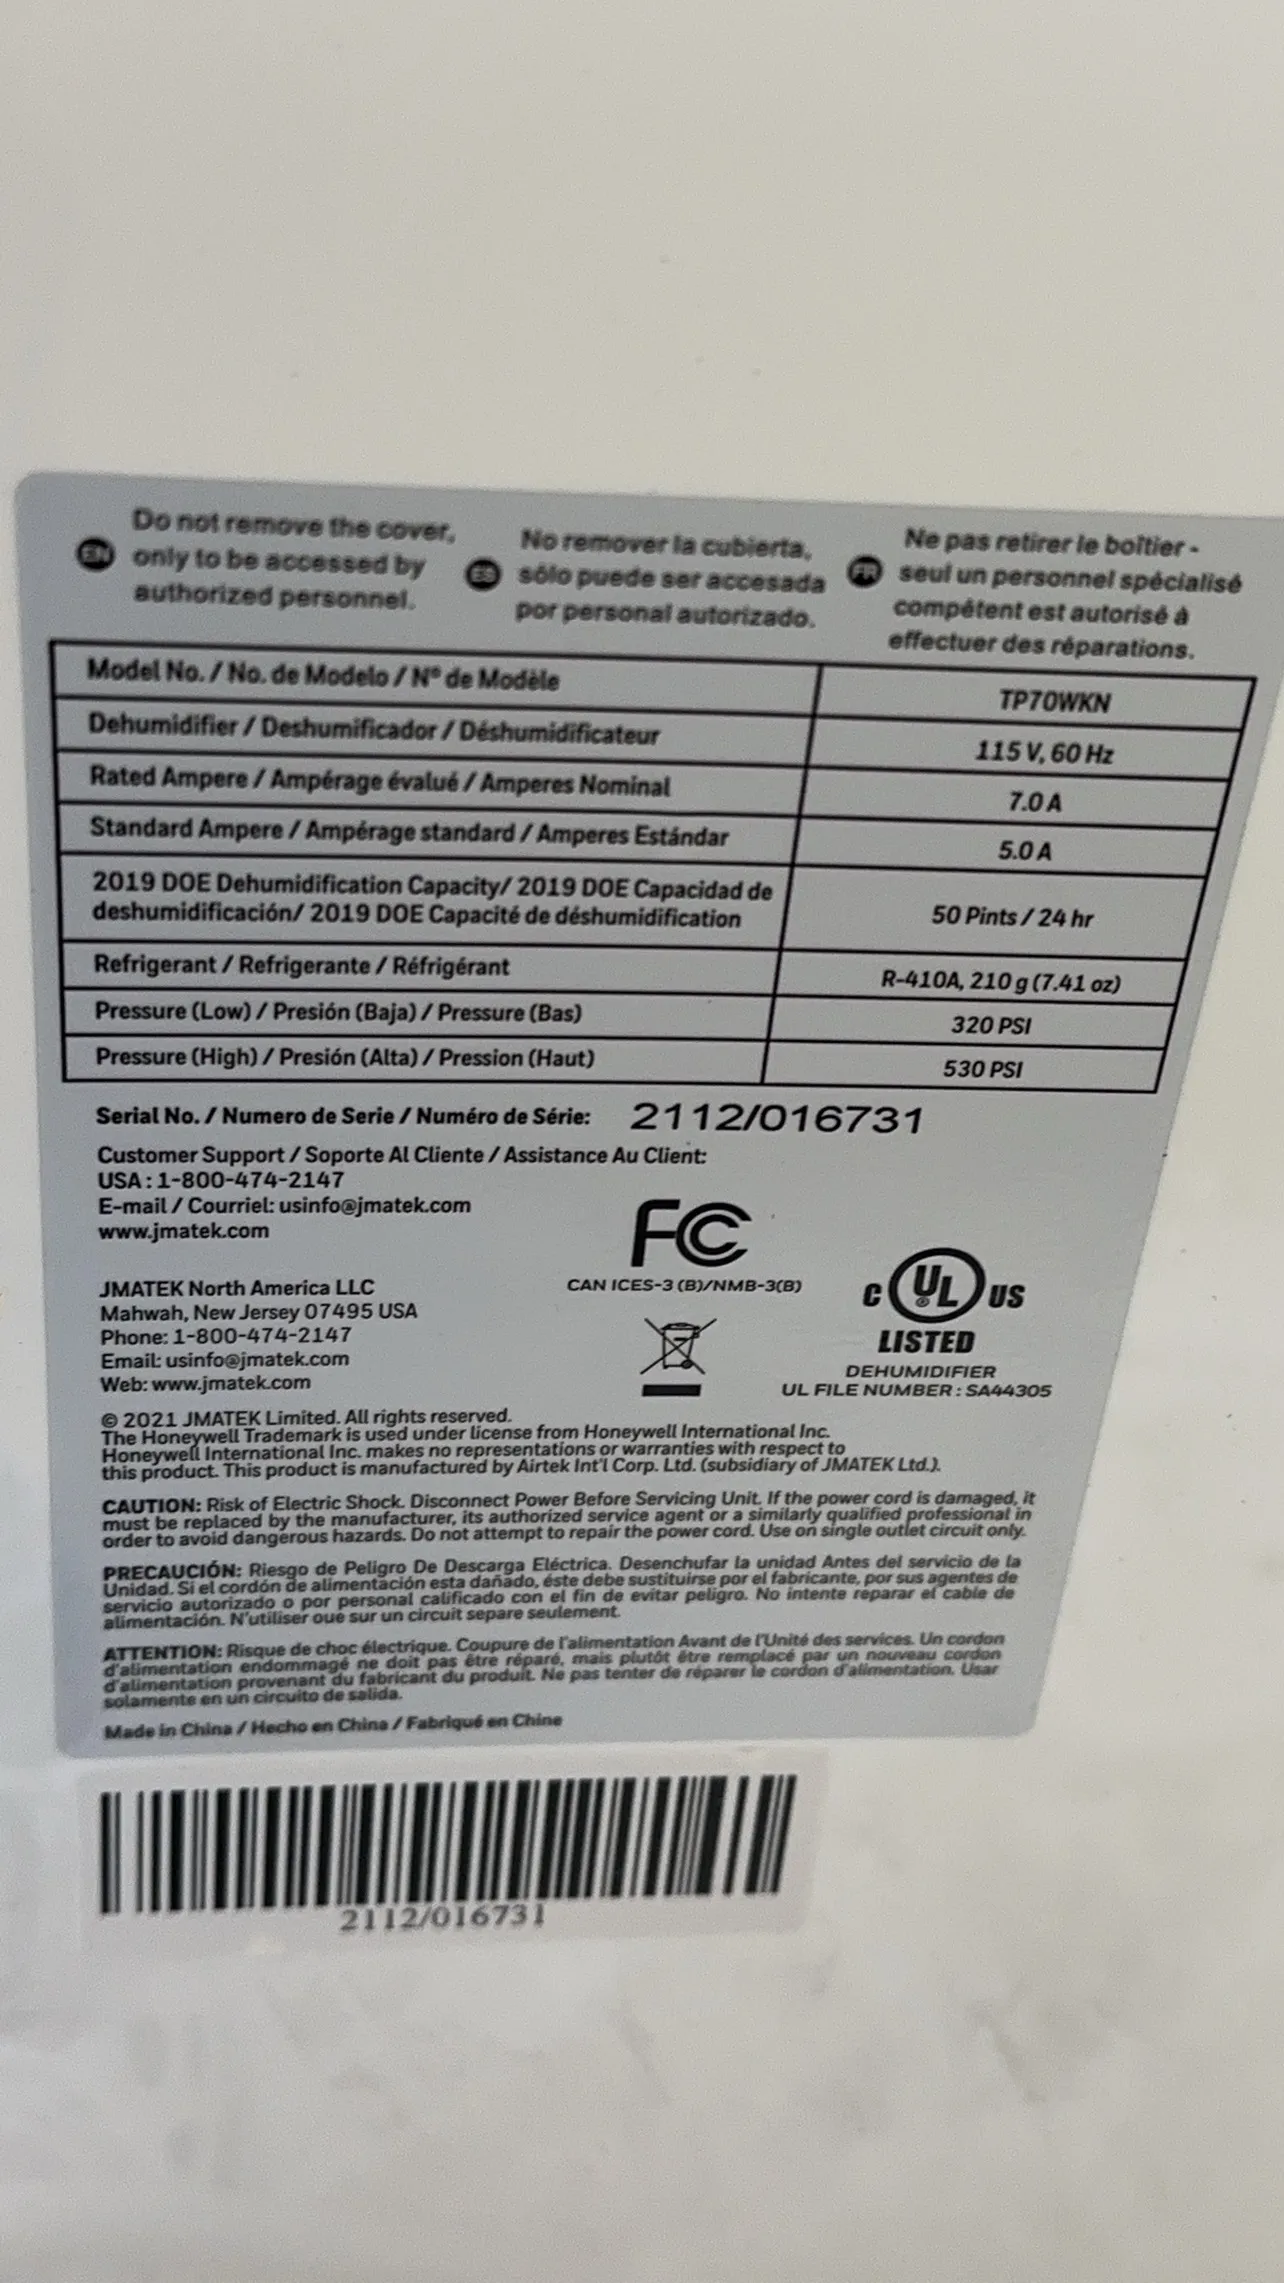 EN
Do not remove the cover,
only to be accessed by
authorized personnel.
ES
No remover la cubierta,
sólo puede ser accesada
por personal autorizado.
FR
Ne pas retirer le boîtier -
seul un personnel spécialisé
compétent est autorisé à
effectuer des réparations.
Model No. / No. de Modelo / N° de Modèle TP70WKN
Dehumidifier / Deshumificador / Déshumidificateur 115 V, 60 Hz
Rated Ampere / Ampérage évalué / Amperes Nominal 7.0 A
Standard Ampere / Ampérage standard / Amperes Estándar 5.0 A
2019 DOE Dehumidification Capacity/ 2019 DOE Capacidad de
deshumidificación/ 2019 DOE Capacité de déshumidification 50 Pints / 24 hr
Refrigerant / Refrigerante / Réfrigérant R-410A, 210 g (7.41 oz)
Pressure (Low) / Presión (Baja) / Pressure (Bas) 320 PSI
Pressure (High) / Presión (Alta) / Pression (Haut) 530 PSI
Serial No. / Numero de Serie / Numéro de Série: 2112/016731
Customer Support / Soporte Al Cliente / Assistance Au Client:
USA : 1-800-474-2147
E-mail / Courriel: usinfo@jmatek.com
www.jmatek.com
FC
CAN ICES-3 (B)/NMB-3(B)
C UL ® US
LISTED
DEHUMIDIFIER
UL FILE NUMBER : SA44305
JMATEK North America LLC
Mahwah, New Jersey 07495 USA
Phone: 1-800-474-2147
Email: usinfo@jmatek.com
Web: www.jmatek.com
© 2021 JMATEK Limited. All rights reserved.
The Honeywell Trademark is used under license from Honeywell International Inc.
Honeywell International Inc. makes no representations or warranties with respect to
this product. This product is manufactured by Airtek Int'l Corp. Ltd. (subsidiary of JMATEK Ltd.).
CAUTION: Risk of Electric Shock. Disconnect Power Before Servicing Unit. If the power cord is damaged, it
must be replaced by the manufacturer, its authorized service agent or a similarly qualified professional in
order to avoid dangerous hazards. Do not attempt to repair the power cord. Use on single outlet circuit only.
PRECAUCIÓN: Riesgo de Peligro De Descarga Eléctrica. Desenchufar la unidad Antes del servicio de la
Unidad. Si el cordón de alimentación esta dañado, éste debe sustituirse por el fabricante, por sus agentes de
servicio autorizado o por personal calificado con el fin de evitar peligro. No intente reparar el cable de
alimentación. N'utiliser que sur un circuit separe seulement.
ATTENTION: Risque de choc électrique. Coupure de l'alimentation Avant de l'Unité des services. Un cordon
d'alimentation endommagé ne doit pas être réparé, mais plutôt être remplacé par un nouveau cordon
d'alimentation provenant du fabricant du produit. Ne pas tenter de réparer le cordon d'alimentation. Usar
solamente en un circuito de salida.
Made in China / Hecho en China / Fabriqué en Chine
2112/016731